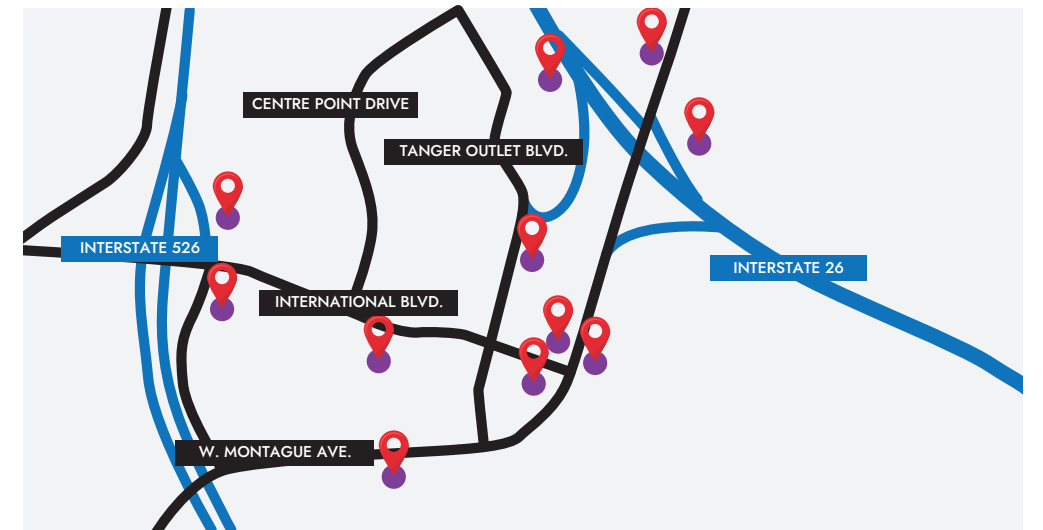 CENTRE POINT DRIVE
TANGER OUTLET BLVD.
INTERSTATE 526
INTERSTATE 26
INTERNATIONAL BLVD.
W. MONTAGUE AVE.